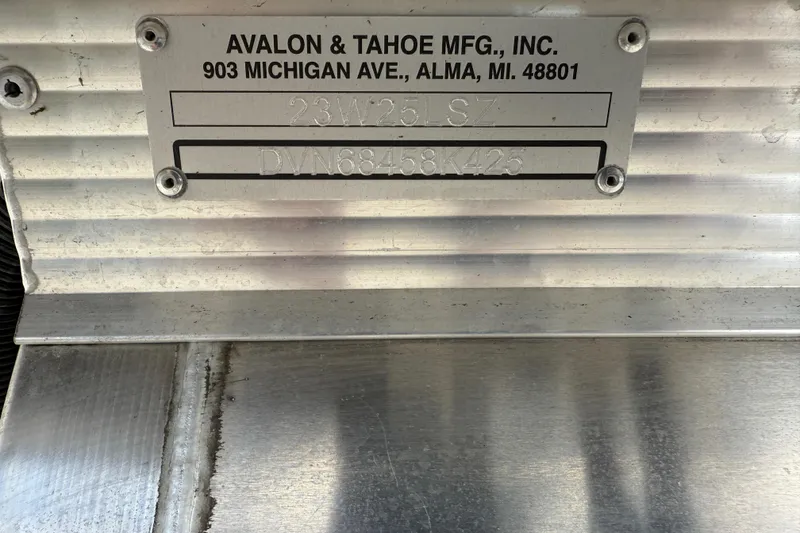 AVALON & TAHOE MFG., INC.
903 MICHIGAN AVE., ALMA, MI. 48801
23W25LSZ
DVN68458K425